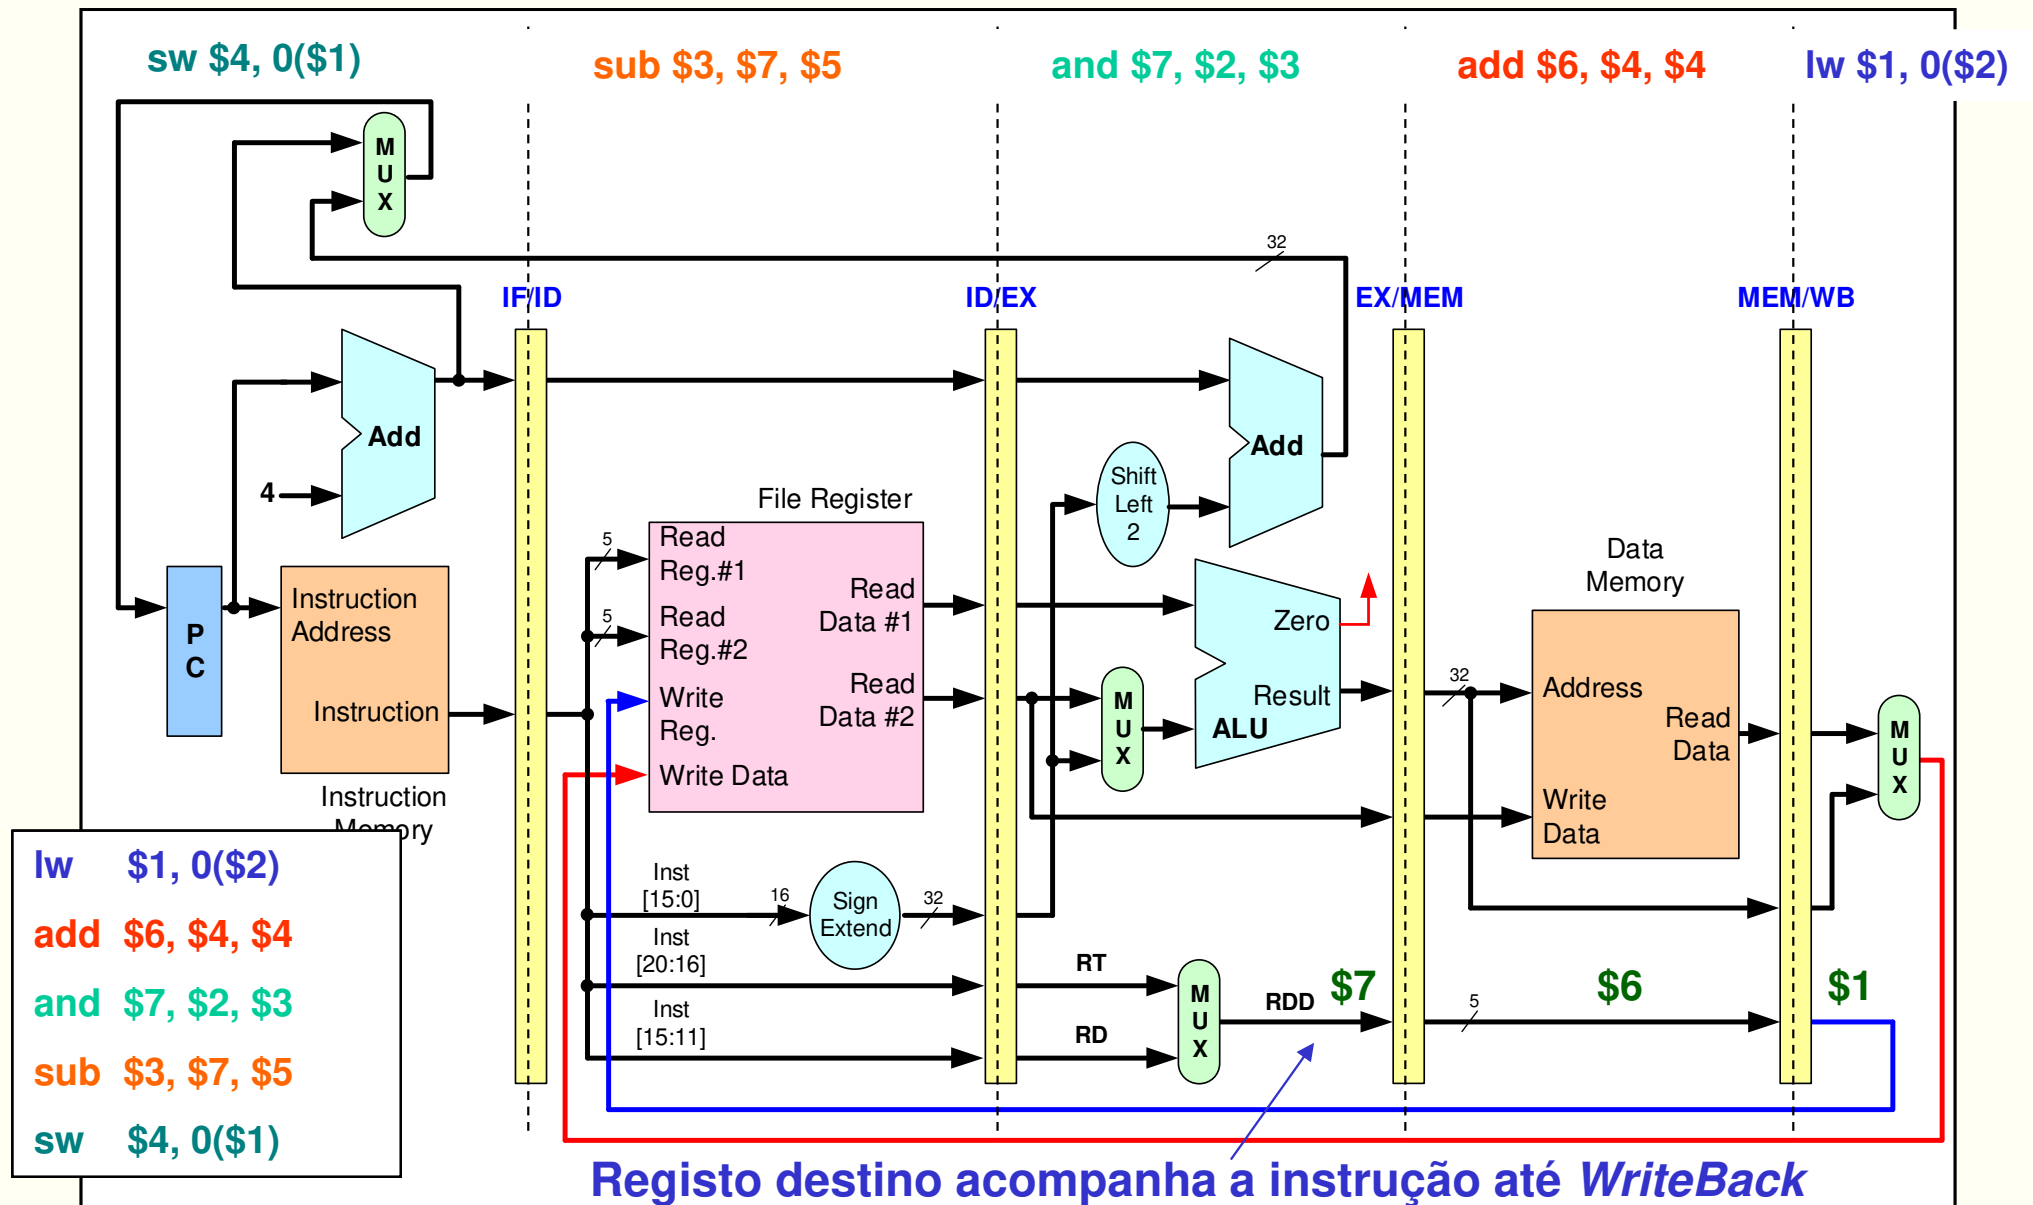 sw $4, 0($1)
sub $3, $7, $5
and $7, $2, $3
add $6, $4, $4
lw $1, 0($2)
M
U
X
32
IF/ID
ID/EX
EX/MEM
MEM/WB
Add
4
Add
Shift
Left
2
File Register
P
C
Instruction
Address
Instruction
Instruction
Memory
5
Read
Reg.#1
5
Read
Reg.#2
Write
Reg.
Write Data
Read
Data #1
Read
Data #2
M
U
X
Zero
Result
ALU
32
Data
Memory
Address
Read
Data
Write
Data
M
U
X
Inst
[15:0]
16
Sign
Extend
32
Inst
[20:16]
Inst
[15:11]
RT
RD
M
U
X
RDD
$7
5
$6
$1
lw $1, 0($2)
add $6, $4, $4
and $7, $2, $3
sub $3, $7, $5
sw $4, 0($1)
Registo destino acompanha a instrução até WriteBack